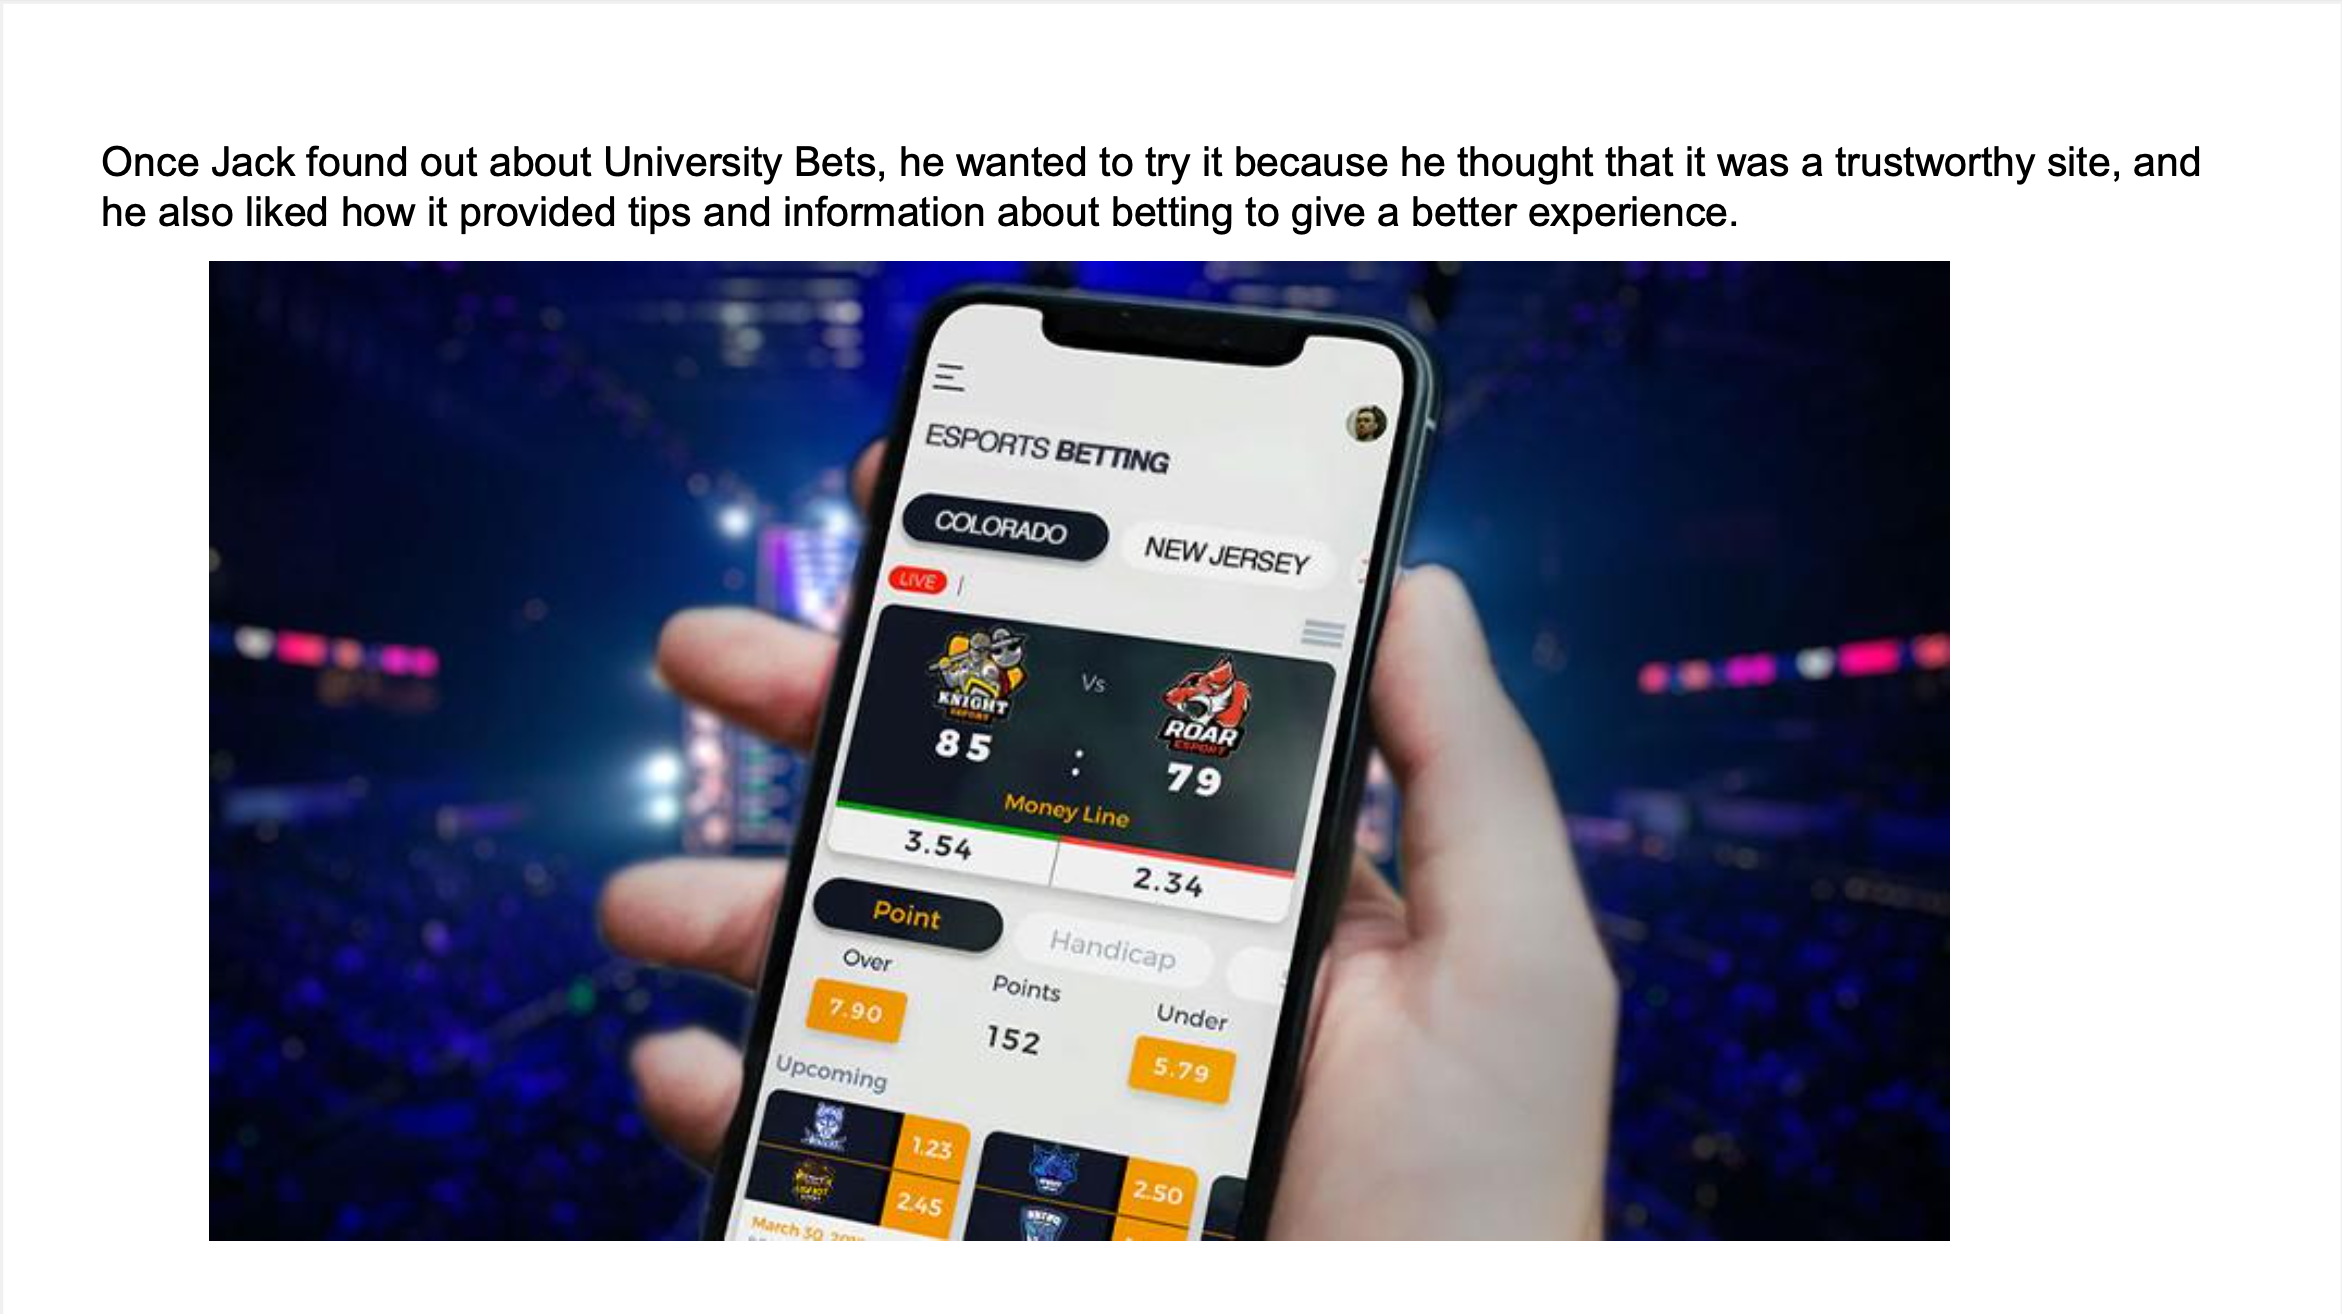 Once Jack found out about University Bets, he wanted to try it because he thought that it was a trustworthy site, and
he also liked how it provided tips and information about betting to give a better experience.
ESPORTS BETTING
COLORADO NEW JERSEY
LIVE
KNIGHT Vs ROAR
ESPORT
85 : 79
Money Line
3.54 2.34
Point Handicap
Over Points Under
7.90 152 5.79
Upcoming
1.23 2.50
2.45
March 30,